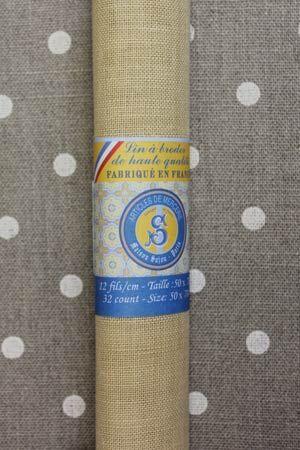 Lin à broder
de haute qualité
FABRIQUÉ EN FRAN
ARTICLES DE MERCERIE
S
Maison Sajou - Paris
12 fils/cm - Taille : 50 x
32 count - Size: 50 x